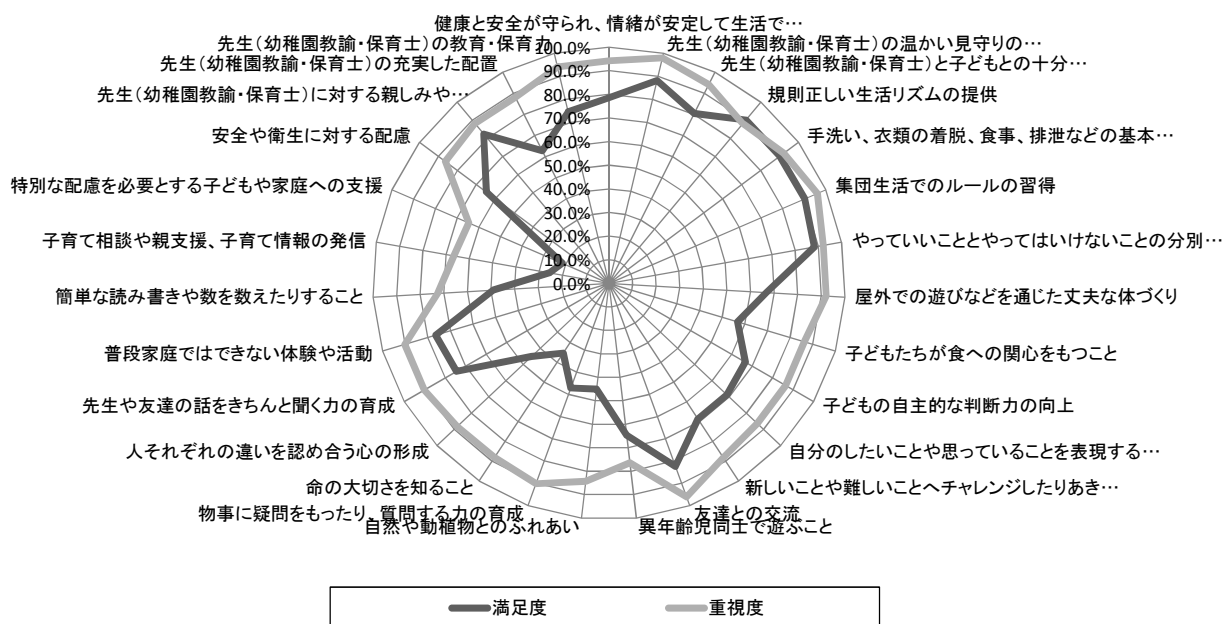 健康と安全が守られ、情緒が安定して生活で…
先生（幼稚園教諭・保育士）の温かい見守りの…
先生（幼稚園教諭・保育士）と子どもとの十分…
規則正しい生活リズムの提供
手洗い、衣類の着脱、食事、排泄などの基本…
集団生活でのルールの習得
やっていいこととやってはいけないことの分別…
屋外での遊びなどを通じた丈夫な体づくり
子どもたちが食への関心をもつこと
子どもの自主的な判断力の向上
自分のしたいことや思っていることを表現する…
新しいことや難しいことへチャレンジしたりあき…
友達との交流
異年齢児同士で遊ぶこと
自然や動植物とのふれあい
物事に疑問をもったり、質問する力の育成
命の大切さを知ること
人それぞれの違いを認め合う心の形成
先生や友達の話をきちんと聞く力の育成
普段家庭ではできない体験や活動
簡単な読み書きや数を数えたりすること
子育て相談や親支援、子育て情報の発信
特別な配慮を必要とする子どもや家庭への支援
安全や衛生に対する配慮
先生（幼稚園教諭・保育士）に対する親しみや…
先生（幼稚園教諭・保育士）の充実した配置
先生（幼稚園教諭・保育士）の教育・保育力
100.0%
90.0%
80.0%
70.0%
60.0%
50.0%
40.0%
30.0%
20.0%
10.0%
0.0%
満足度
重視度